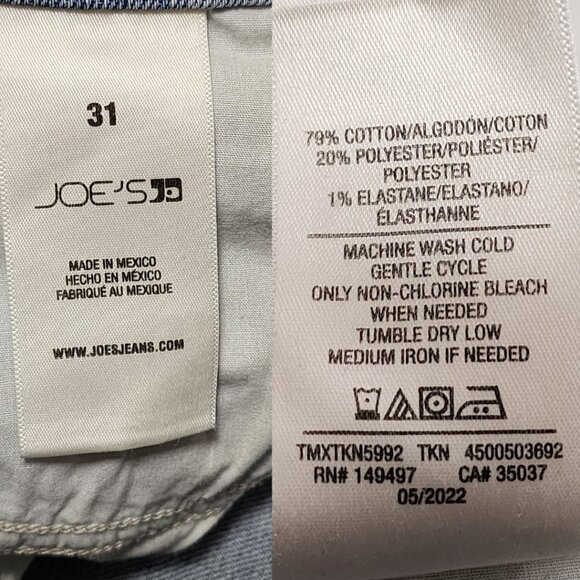 31
JOE'S
MADE IN MEXICO
HECHO EN MÉXICO
FABRIQUÉ AU MEXIQUE
WWW.JOESJEANS.COM
79% COTTON/ALGODÓN/COTON
20% POLYESTER/POLIÉSTER/
POLYESTER
1% ELASTANE/ELASTANO/
ÉLASTHANNE
MACHINE WASH COLD
GENTLE CYCLE
ONLY NON-CHLORINE BLEACH
WHEN NEEDED
TUMBLE DRY LOW
MEDIUM IRON IF NEEDED
TMXTKN5992 TKN 4500503692
RN# 149497 CA# 35037
05/2022